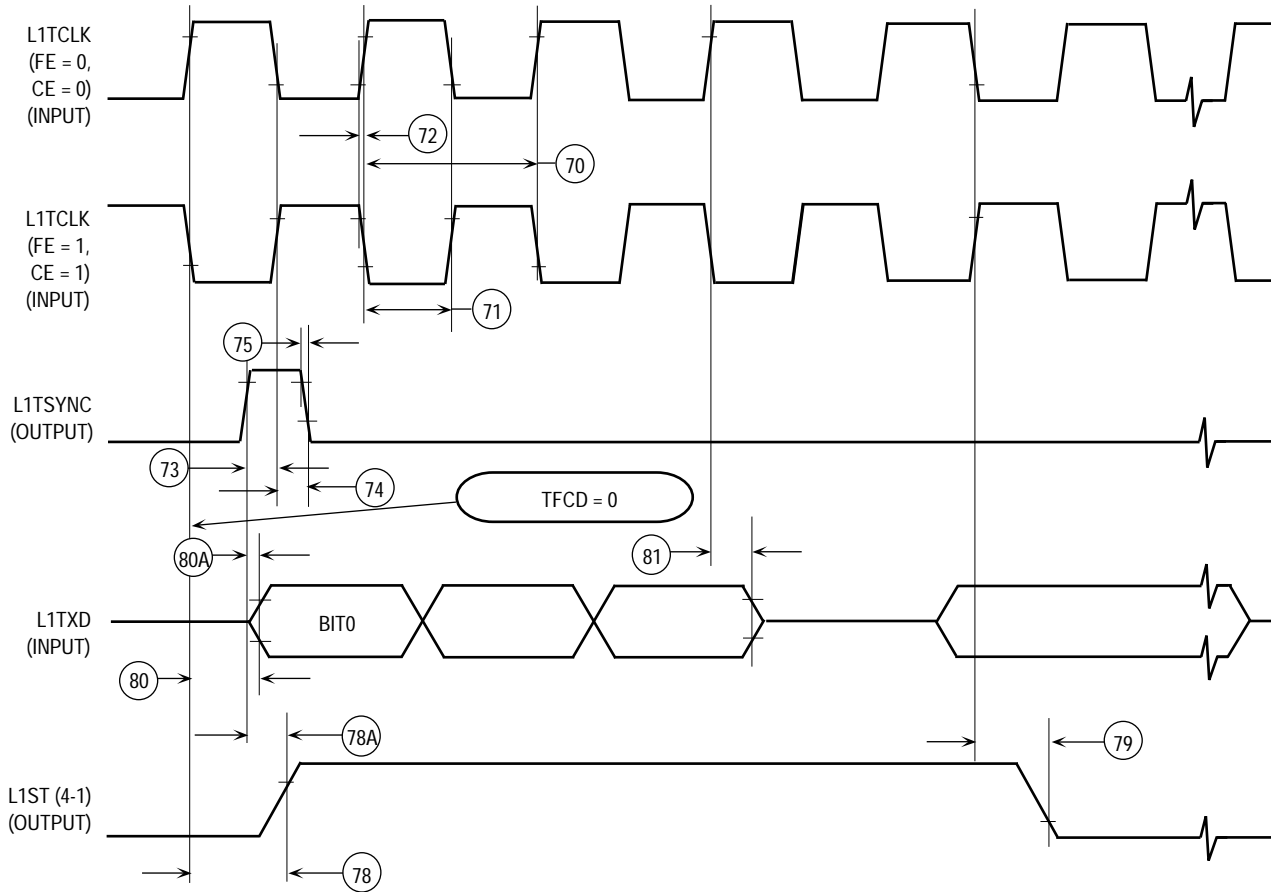 L1TCLK
(FE = 0,
CE = 0)
(INPUT)
72
70
L1TCLK
(FE = 1,
CE = 1)
(INPUT)
71
75
L1TSYNC
(OUTPUT)
73
74
TFCD = 0
80A
81
L1TXD
(INPUT)
BIT0
80
78A
79
L1ST (4-1)
(OUTPUT)
78